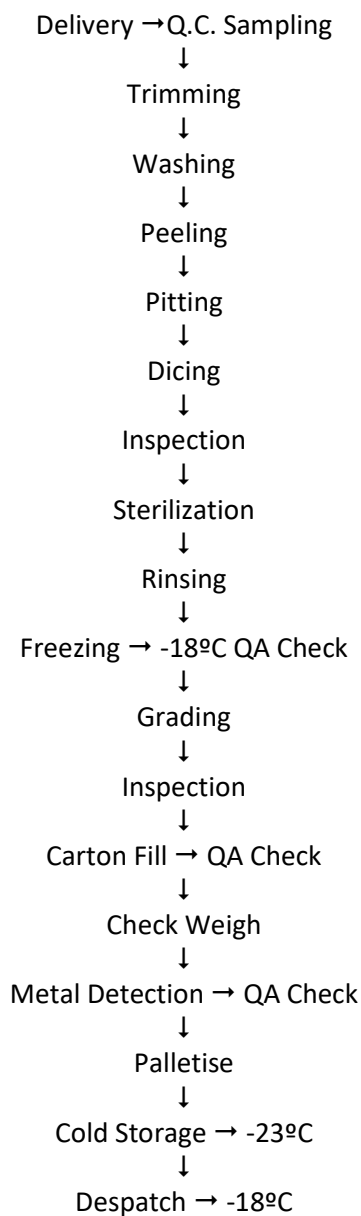 Delivery →Q.C. Sampling
↓
Trimming
↓
Washing
↓
Peeling
↓
Pitting
↓
Dicing
↓
Inspection
↓
Sterilization
↓
Rinsing
↓
Freezing → -18ºC QA Check
↓
Grading
↓
Inspection
↓
Carton Fill → QA Check
↓
Check Weigh
↓
Metal Detection → QA Check
↓
Palletise
↓
Cold Storage → -23ºC
↓
Despatch → -18ºC